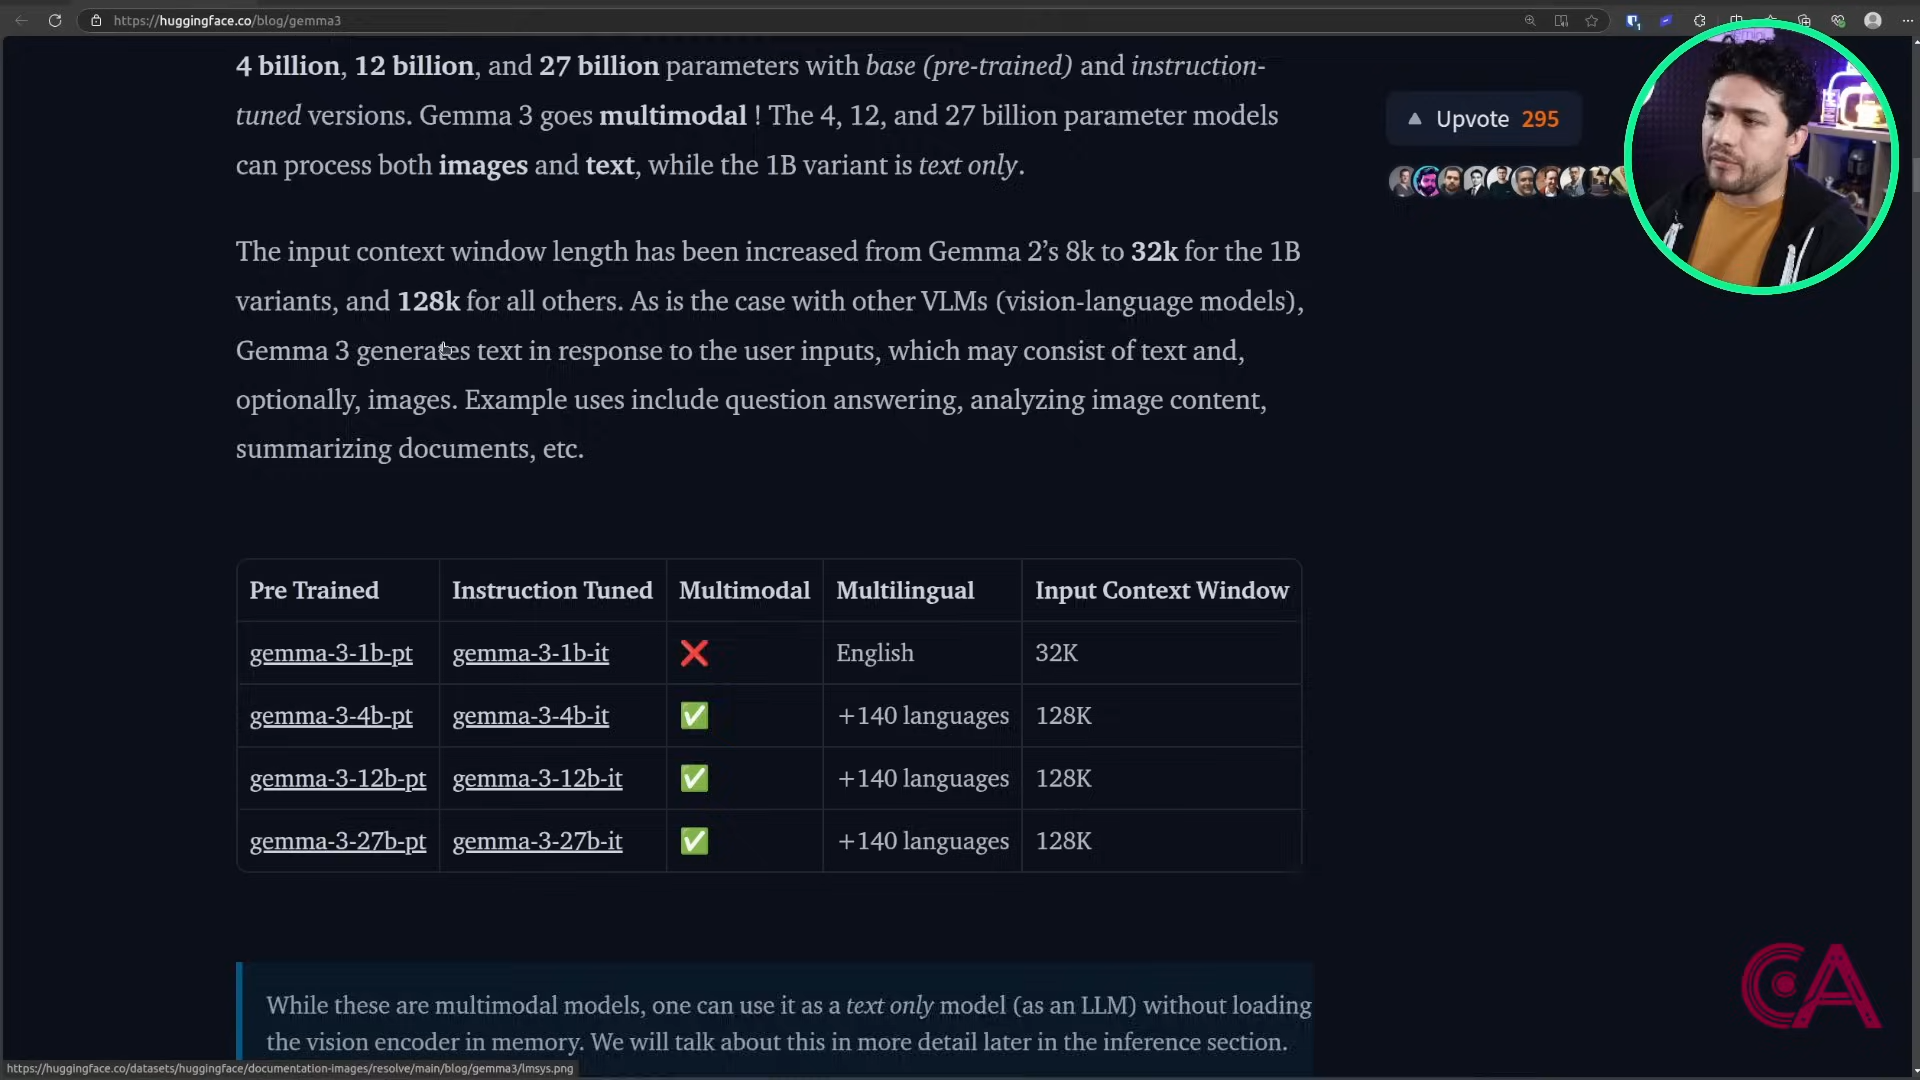 https://huggingface.co/blog/gemma3
4 billion, 12 billion, and 27 billion parameters with base (pre-trained) and instruction-
tuned versions. Gemma 3 goes multimodal ! The 4, 12, and 27 billion parameter models
can process both images and text, while the 1B variant is text only.
Upvote 295
The input context window length has been increased from Gemma 2’s 8k to 32k for the 1B
variants, and 128k for all others. As is the case with other VLMs (vision-language models),
Gemma 3 generates text in response to the user inputs, which may consist of text and,
optionally, images. Example uses include question answering, analyzing image content,
summarizing documents, etc.
Pre Trained Instruction Tuned Multimodal Multilingual Input Context Window
gemma-3-1b-pt gemma-3-1b-it ❌ English 32K
gemma-3-4b-pt gemma-3-4b-it ✅ +140 languages 128K
gemma-3-12b-pt gemma-3-12b-it ✅ +140 languages 128K
gemma-3-27b-pt gemma-3-27b-it ✅ +140 languages 128K
While these are multimodal models, one can use it as a text only model (as an LLM) without loading
the vision encoder in memory. We will talk about this in more detail later in the inference section.
https://huggingface.co/datasets/huggingface/documentation-images/resolve/main/blog/gemma3/lmsys.png
CA